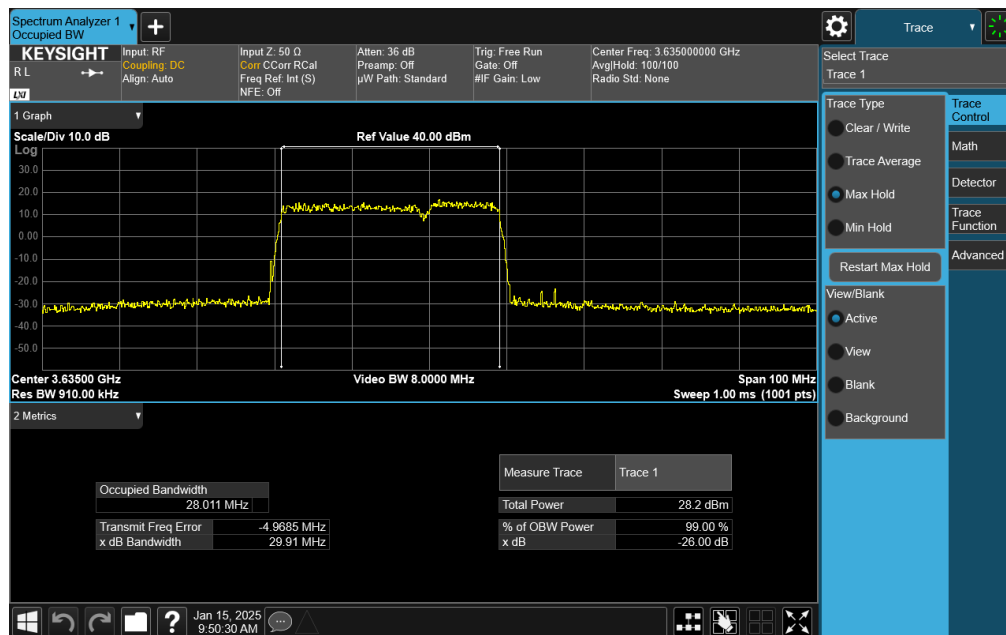 Spectrum Analyzer 1
Occupied BW
Trace
KEYSIGHT
R L
LXI
Input: RF
Coupling: DC
Align: Auto
Input Z: 50 Ω
Corr CCorr RCal
Freq Ref: Int (S)
NFE: Off
Atten: 36 dB
Preamp: Off
µW Path: Standard
Trig: Free Run
Gate: Off
#IF Gain: Low
Center Freq: 3.635000000 GHz
Avg|Hold: 100/100
Radio Std: None
Select Trace
Trace 1
1 Graph
Scale/Div 10.0 dB
Ref Value 40.00 dBm
Log
30.0
20.0
10.0
0.00
-10.0
-20.0
-30.0
-40.0
-50.0
Center 3.63500 GHz
Video BW 8.0000 MHz
Span 100 MHz
Res BW 910.00 kHz
Sweep 1.00 ms (1001 pts)
Trace Type
Clear / Write
Trace Average
Max Hold
Min Hold
Restart Max Hold
View/Blank
Active
View
Blank
Background
Trace
Control
Math
Detector
Trace
Function
Advanced
2 Metrics
Occupied Bandwidth
28.011 MHz
Transmit Freq Error -4.9685 MHz
x dB Bandwidth 29.91 MHz
Measure Trace Trace 1
Total Power 28.2 dBm
% of OBW Power 99.00 %
x dB -26.00 dB
Jan 15, 2025
9:50:30 AM